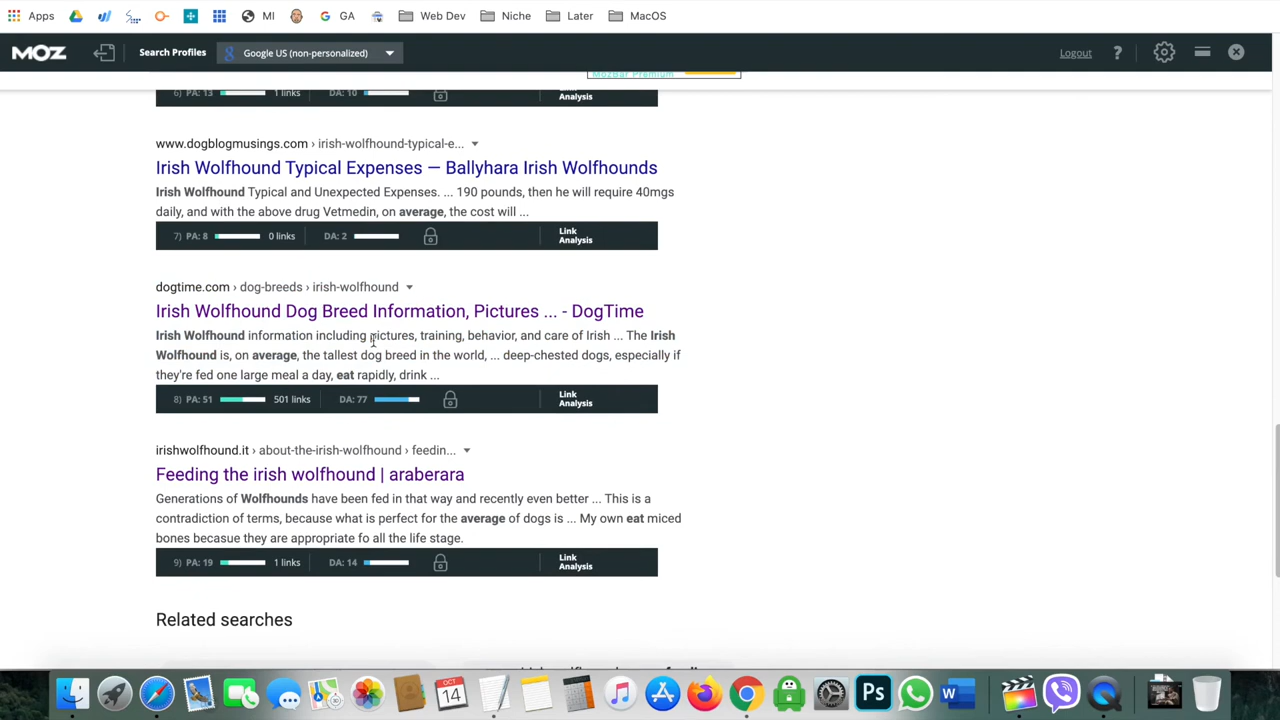 Apps MI GA Web Dev Niche Later MacOS
MOZ Search Profiles Google US (non-personalized) Logout ?
MozBar Premium
6) PA: 13 1 links DA: 10 Link
Analysis
www.dogblogmusings.com › irish-wolfhound-typical-e...
Irish Wolfhound Typical Expenses — Ballyhara Irish Wolfhounds
Irish Wolfhound Typical and Unexpected Expenses. ... 190 pounds, then he will require 40mgs
daily, and with the above drug Vetmedin, on average, the cost will ...
7) PA: 8 0 links DA: 2 Link
Analysis
dogtime.com › dog-breeds › irish-wolfhound
Irish Wolfhound Dog Breed Information, Pictures ... - DogTime
Irish Wolfhound information including pictures, training, behavior, and care of Irish ... The Irish
Wolfhound is, on average, the tallest dog breed in the world, ... deep-chested dogs, especially if
they're fed one large meal a day, eat rapidly, drink ...
8) PA: 51 501 links DA: 77 Link
Analysis
irishwolfhound.it › about-the-irish-wolfhound › feedin...
Feeding the irish wolfhound | araberara
Generations of Wolfhounds have been fed in that way and recently even better ... This is a
contradiction of terms, because what is perfect for the average of dogs is ... My own eat miced
bones becasue they are appropriate fo all the life stage.
9) PA: 19 1 links DA: 14 Link
Analysis
Related searches
OCT
14
Ps
W